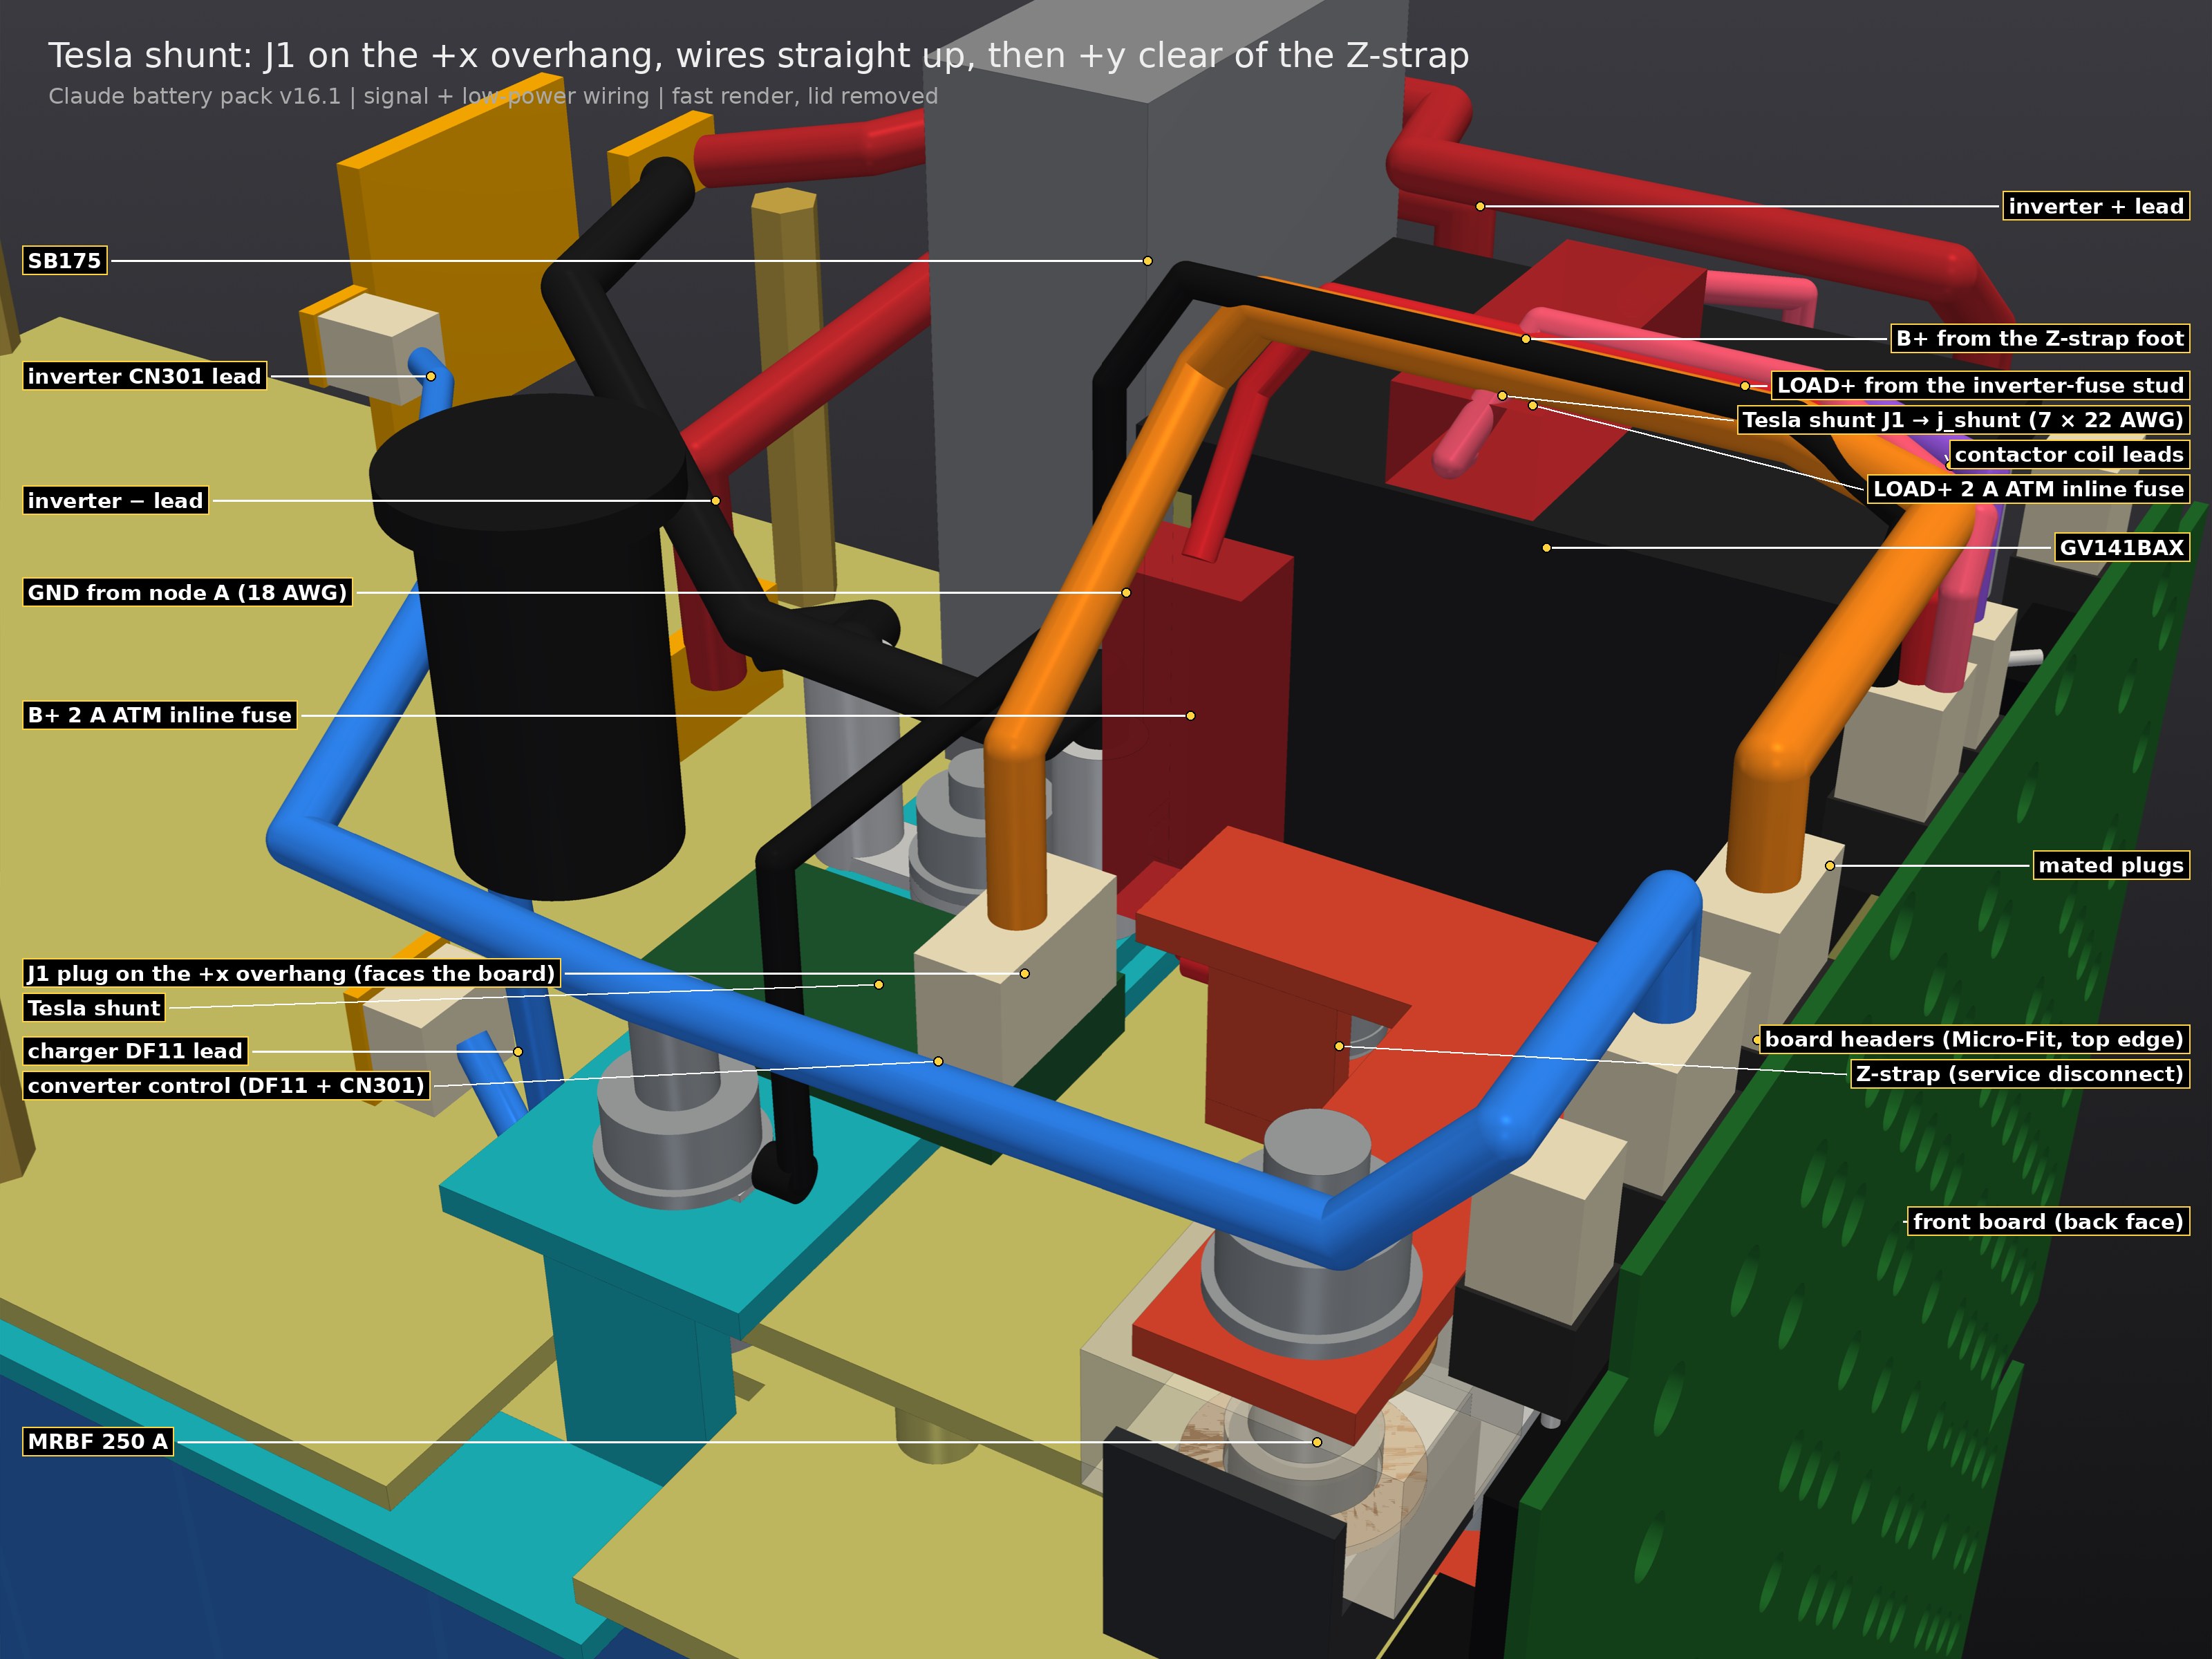 Tesla shunt: J1 on the +x overhang, wires straight up, then +y clear of the Z-strap
Claude battery pack v16.1 | signal + low power wiring | fast render, lid removed
inverter + lead
SB175
B+ from the Z-strap foot
inverter CN301 lead
LOAD+ from the inverter-fuse stud
Tesla shunt J1 → j_shunt (7 × 22 AWG)
contactor coil leads
LOAD+ 2 A ATM inline fuse
inverter − lead
GV141BAX
GND from node A (18 AWG)
B+ 2 A ATM inline fuse
mated plugs
J1 plug on the +x overhang (faces the board)
Tesla shunt
board headers (Micro-Fit, top edge)
charger DF11 lead
Z-strap (service disconnect)
converter control (DF11 + CN301)
front board (back face)
MRBF 250 A